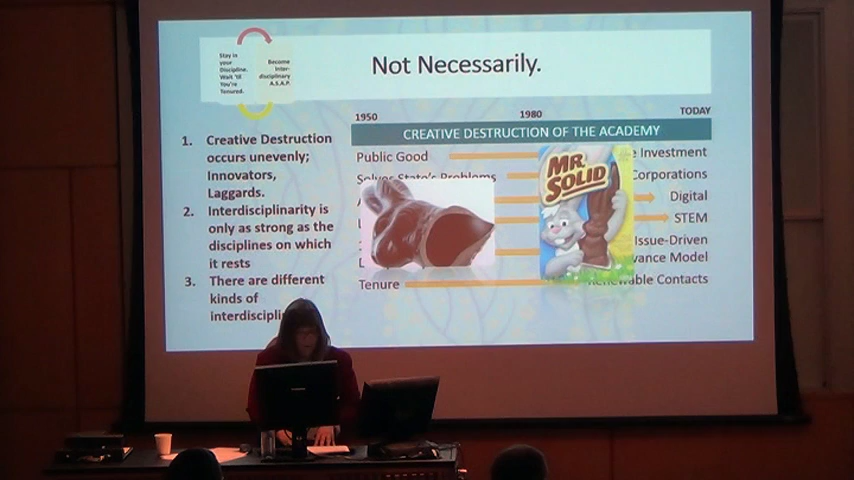 Stay in
your
Discipline.
Wait 'til
You're
Tenured.
Become
Inter-
disciplinary
A.S.A.P.
Not Necessarily.
1950
1980
TODAY
CREATIVE DESTRUCTION OF THE ACADEMY
1. Creative Destruction
occurs unevenly;
Innovators,
Laggards.
2. Interdisciplinarity is
only as strong as the
disciplines on which
it rests
3. There are different
kinds of
Public Good
Investment
Solves State's Problems
Corporations
Digital
STEM
Issue-Driven
Model
Tenure
Contacts
MR.
SOLID